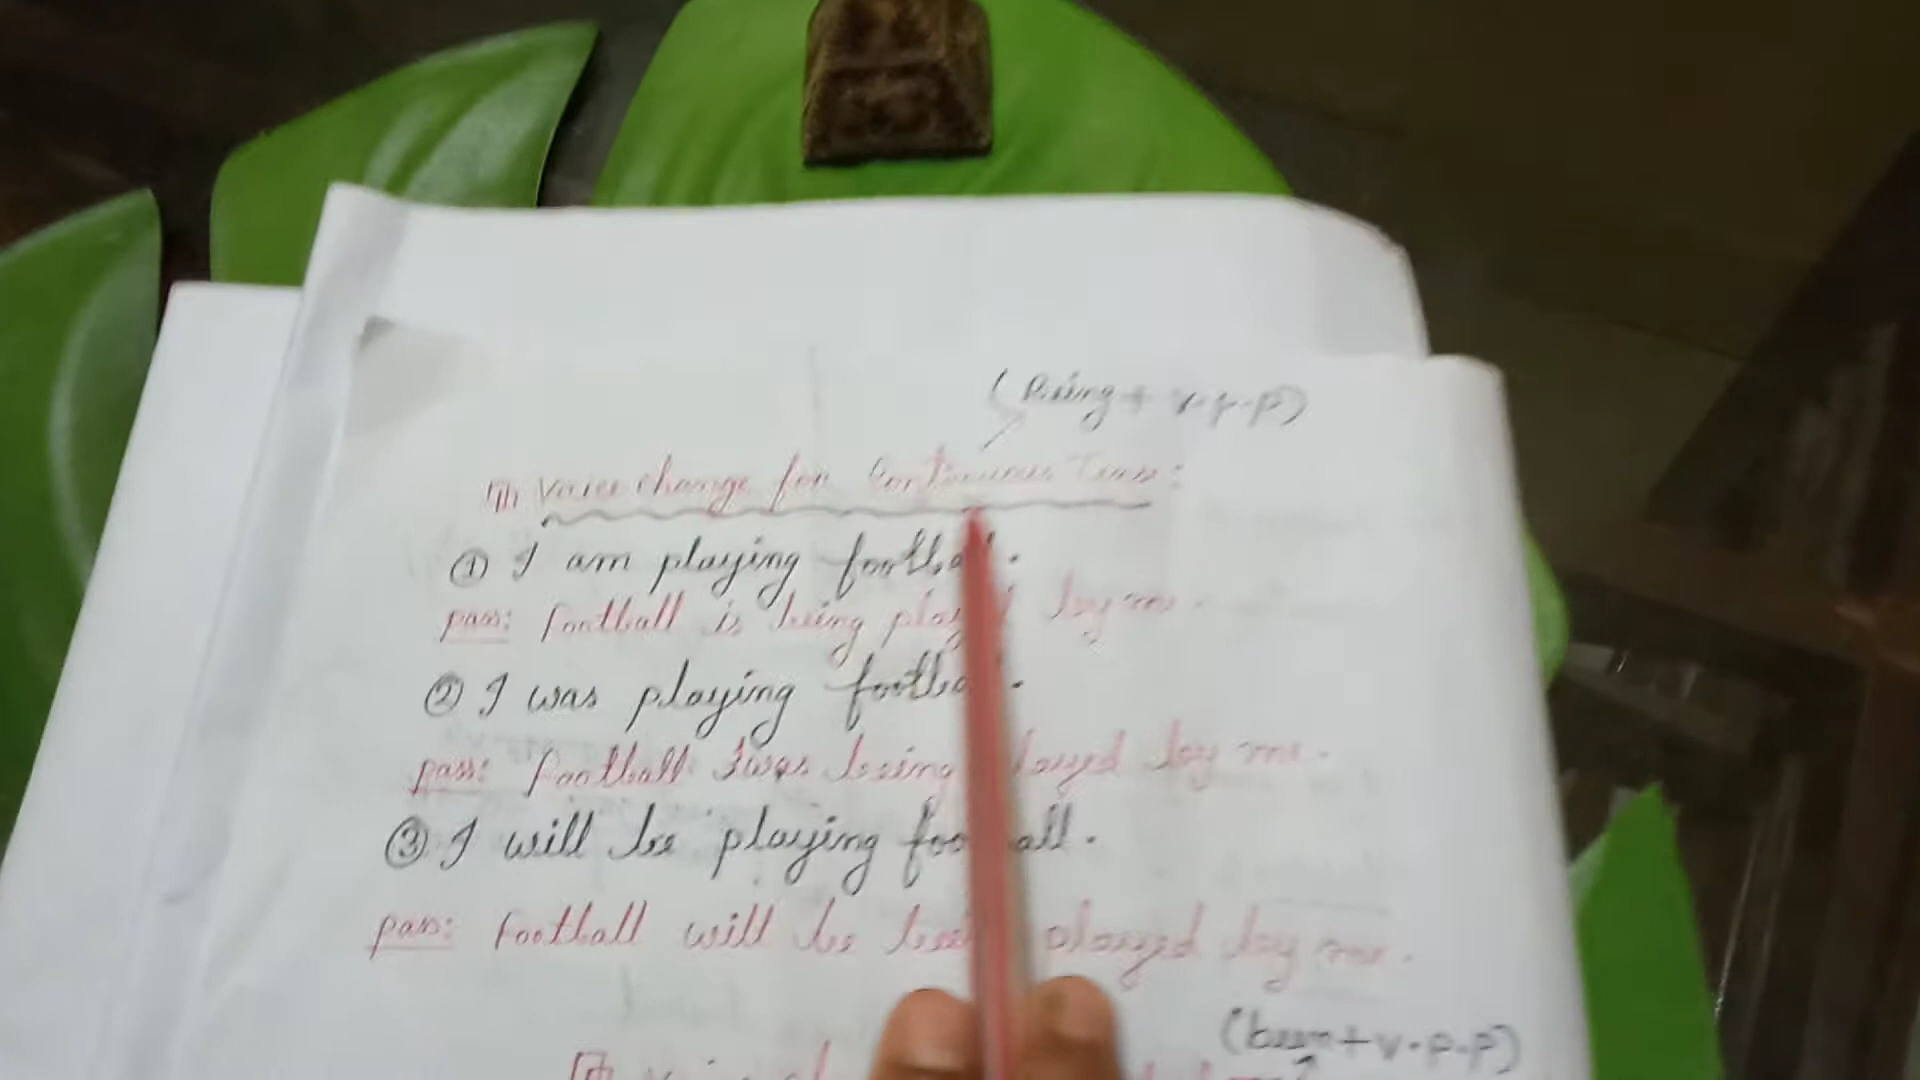 (Being + v.p.p)
Voice change for Continuous Tens:
① I am playing football.
pass: football is being played by me.
② I was playing football.
pass: football was being played by me.
③ I will be playing football.
pass: football will be being played by me.
(been + v.p.p)